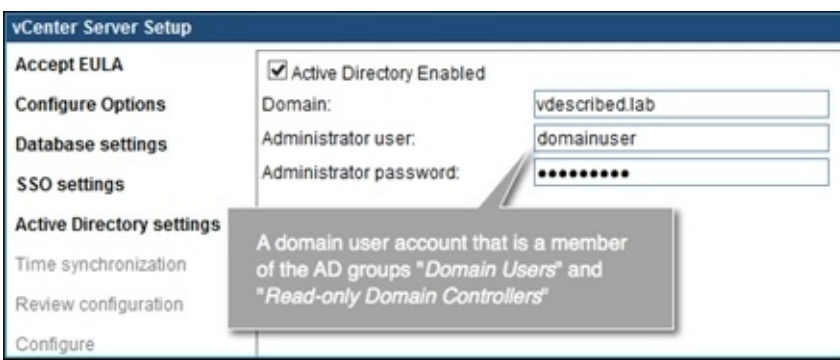 vCenter Server Setup
Accept EULA
Configure Options
Database settings
SSO settings
Active Directory settings
Time synchronization
Review configuration
Configure
Active Directory Enabled
Domain: vdescribed.lab
Administrator user: domainuser
Administrator password: ●●●●●●●●●
A domain user account that is a member
of the AD groups "Domain Users" and
"Read-only Domain Controllers"